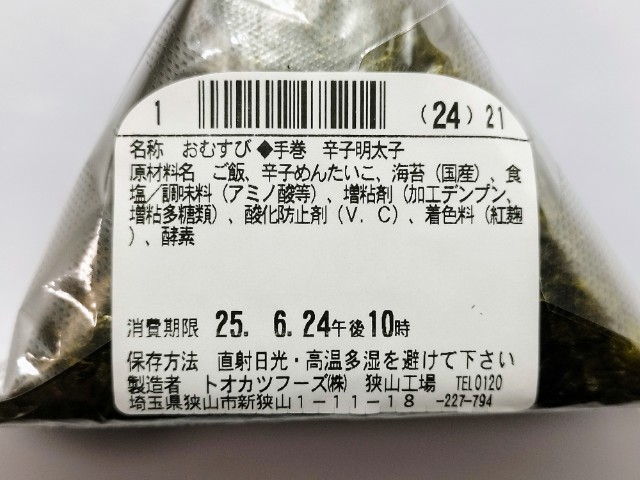 1 (24) 21
名称 おむすび ◆手巻 辛子明太子
原材料名 ご飯、辛子めんたいこ、海苔（国産）、食
塩／調味料（アミノ酸等）、増粘剤（加工デンプン、
増粘多糖類）、酸化防止剤（V．C）、着色料（紅麹
）、酵素
消費期限 25. 6.24午後10時
保存方法 直射日光・高温多湿を避けて下さい
製造者 トオカツフーズ㈱ 狭山工場 TEL0120
埼玉県狭山市新狭山1－11－18 -227-794